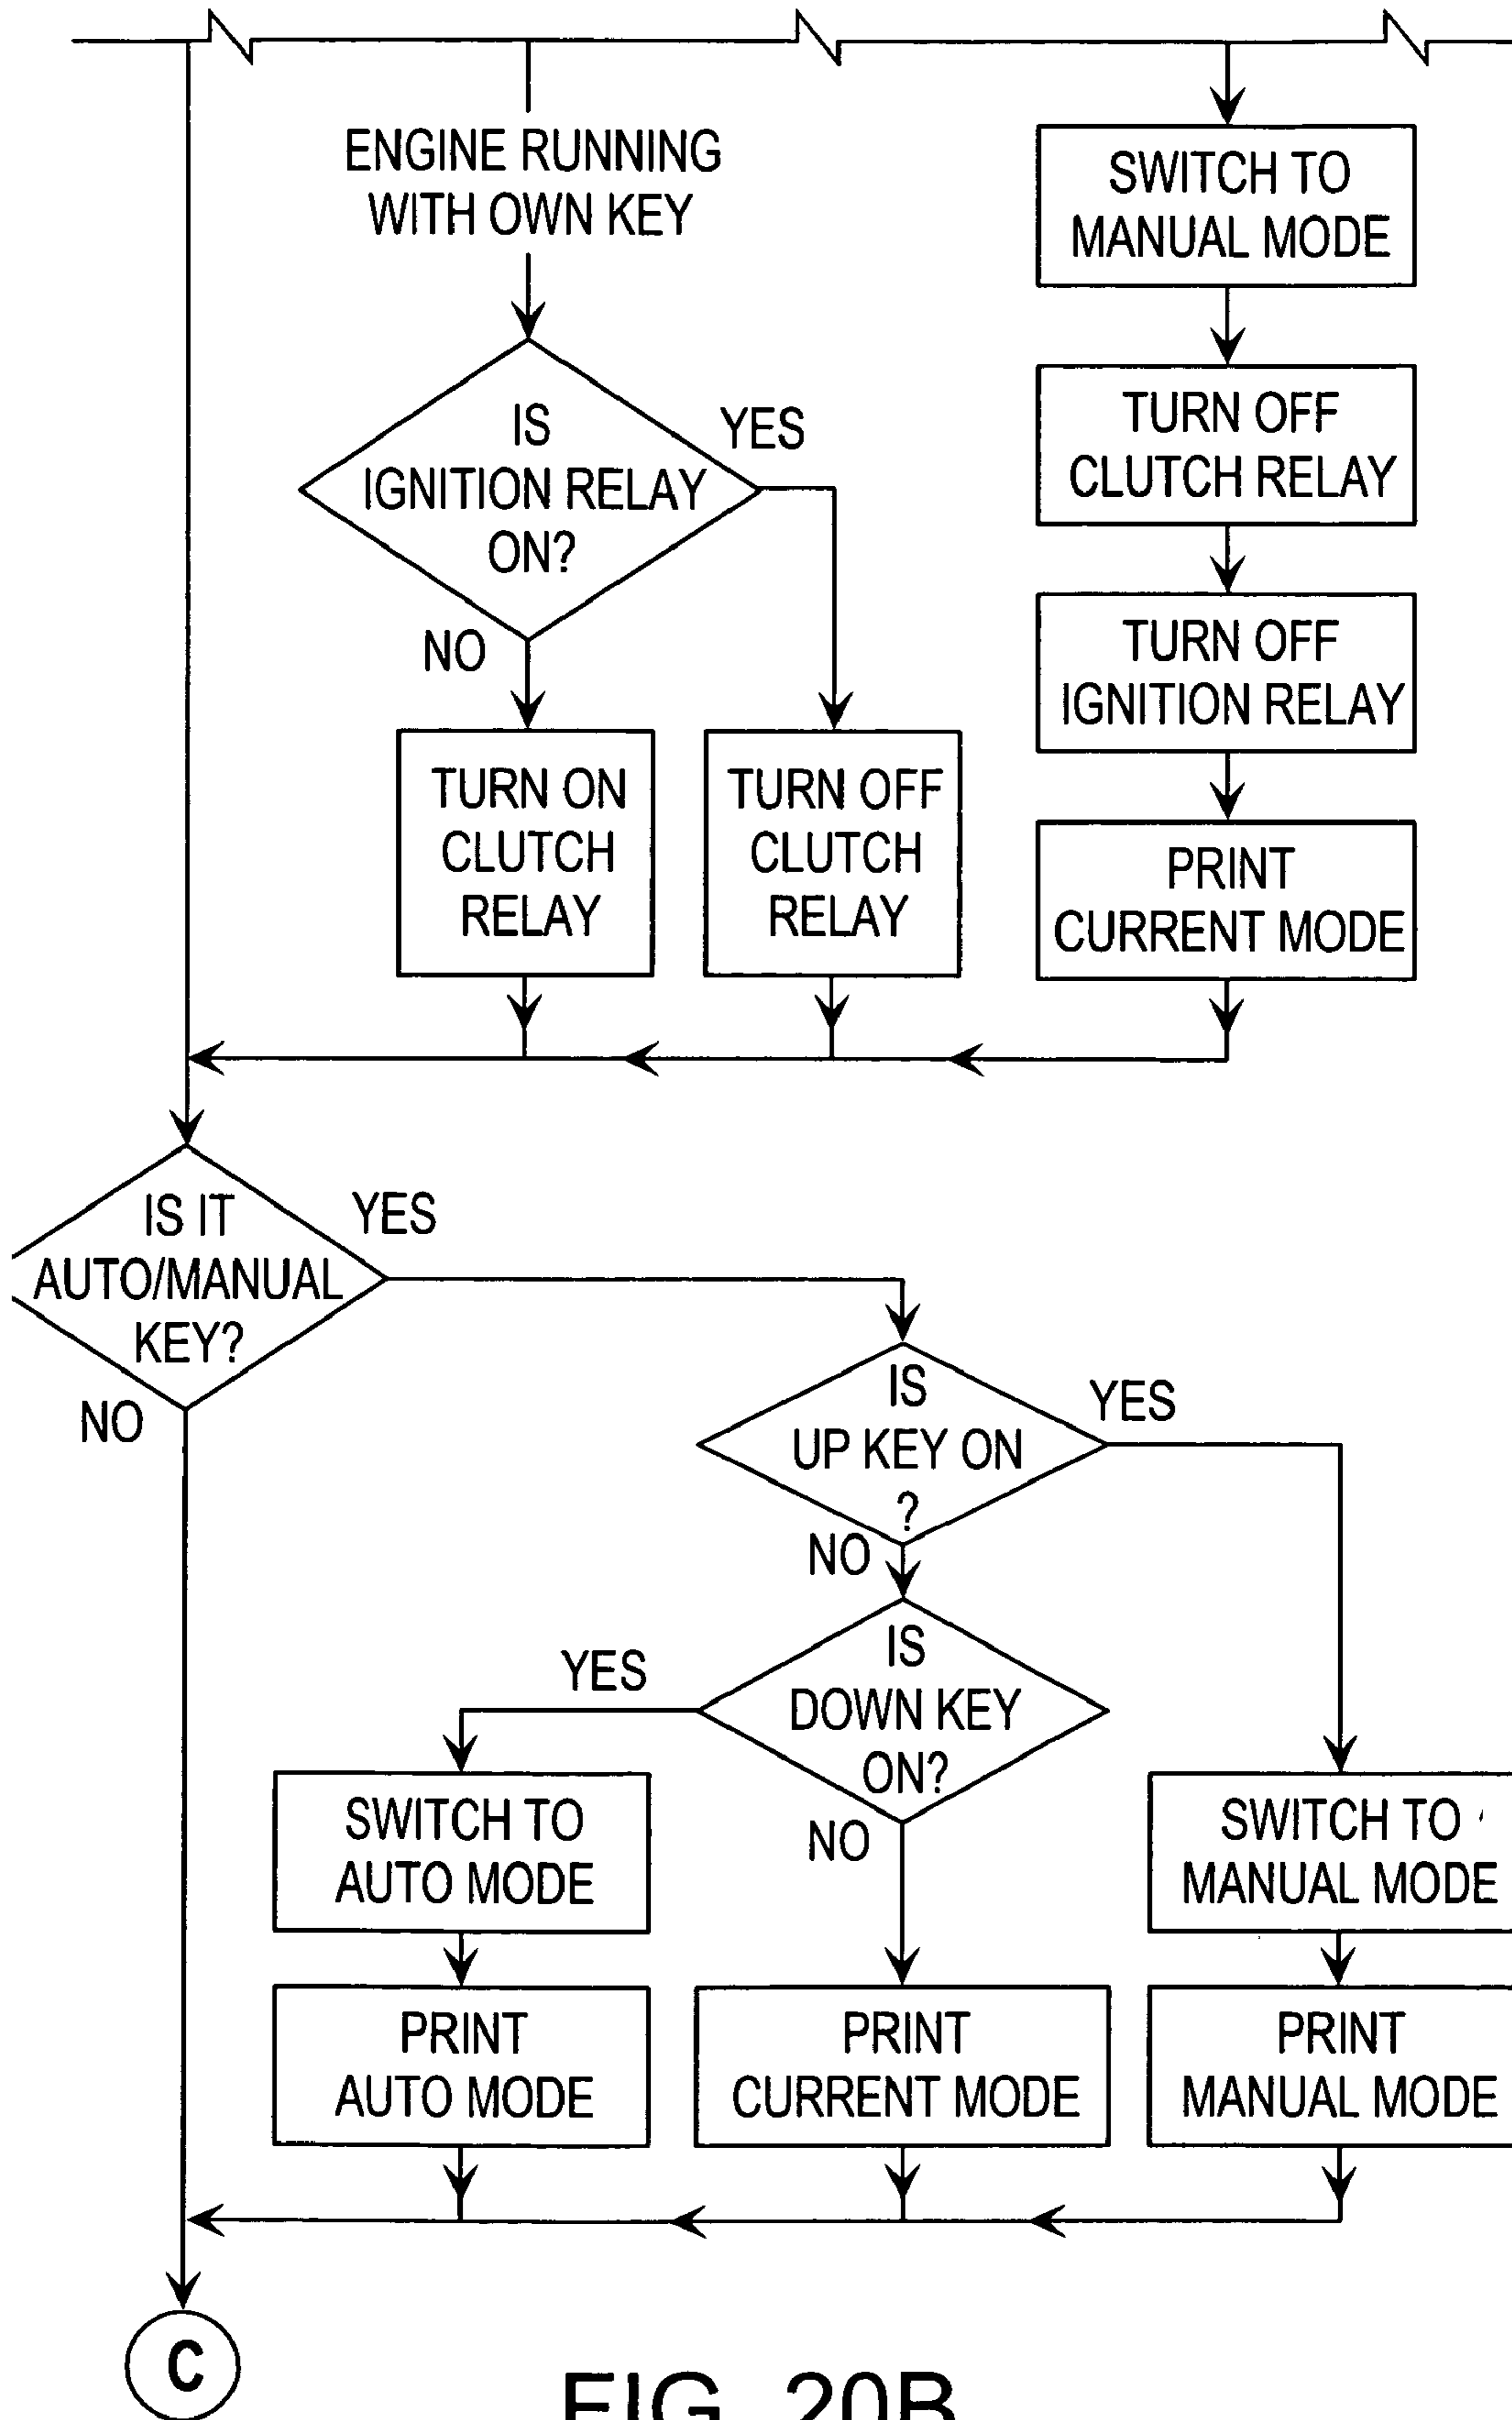 ENGINE RUNNING
WITH OWN KEY
IS
IGNITION RELAY
ON?
YES
NO
TURN ON
CLUTCH
RELAY
TURN OFF
CLUTCH
RELAY
SWITCH TO
MANUAL MODE
TURN OFF
CLUTCH RELAY
TURN OFF
IGNITION RELAY
PRINT
CURRENT MODE
IS IT
AUTO/MANUAL
KEY?
YES
NO
IS
UP KEY ON
?
YES
NO
IS
DOWN KEY
ON?
YES
NO
SWITCH TO
AUTO MODE
PRINT
AUTO MODE
PRINT
CURRENT MODE
SWITCH TO
MANUAL MODE
PRINT
MANUAL MODE
C
FIG. 20B